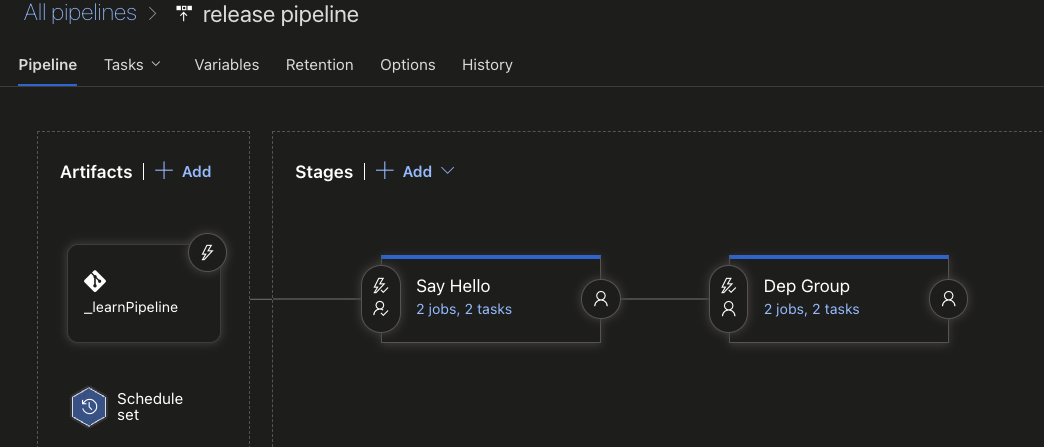 All pipelines > release pipeline
Pipeline Tasks Variables Retention Options History
Artifacts | + Add
Stages | + Add
_learnPipeline
Schedule
set
Say Hello
2 jobs, 2 tasks
Dep Group
2 jobs, 2 tasks